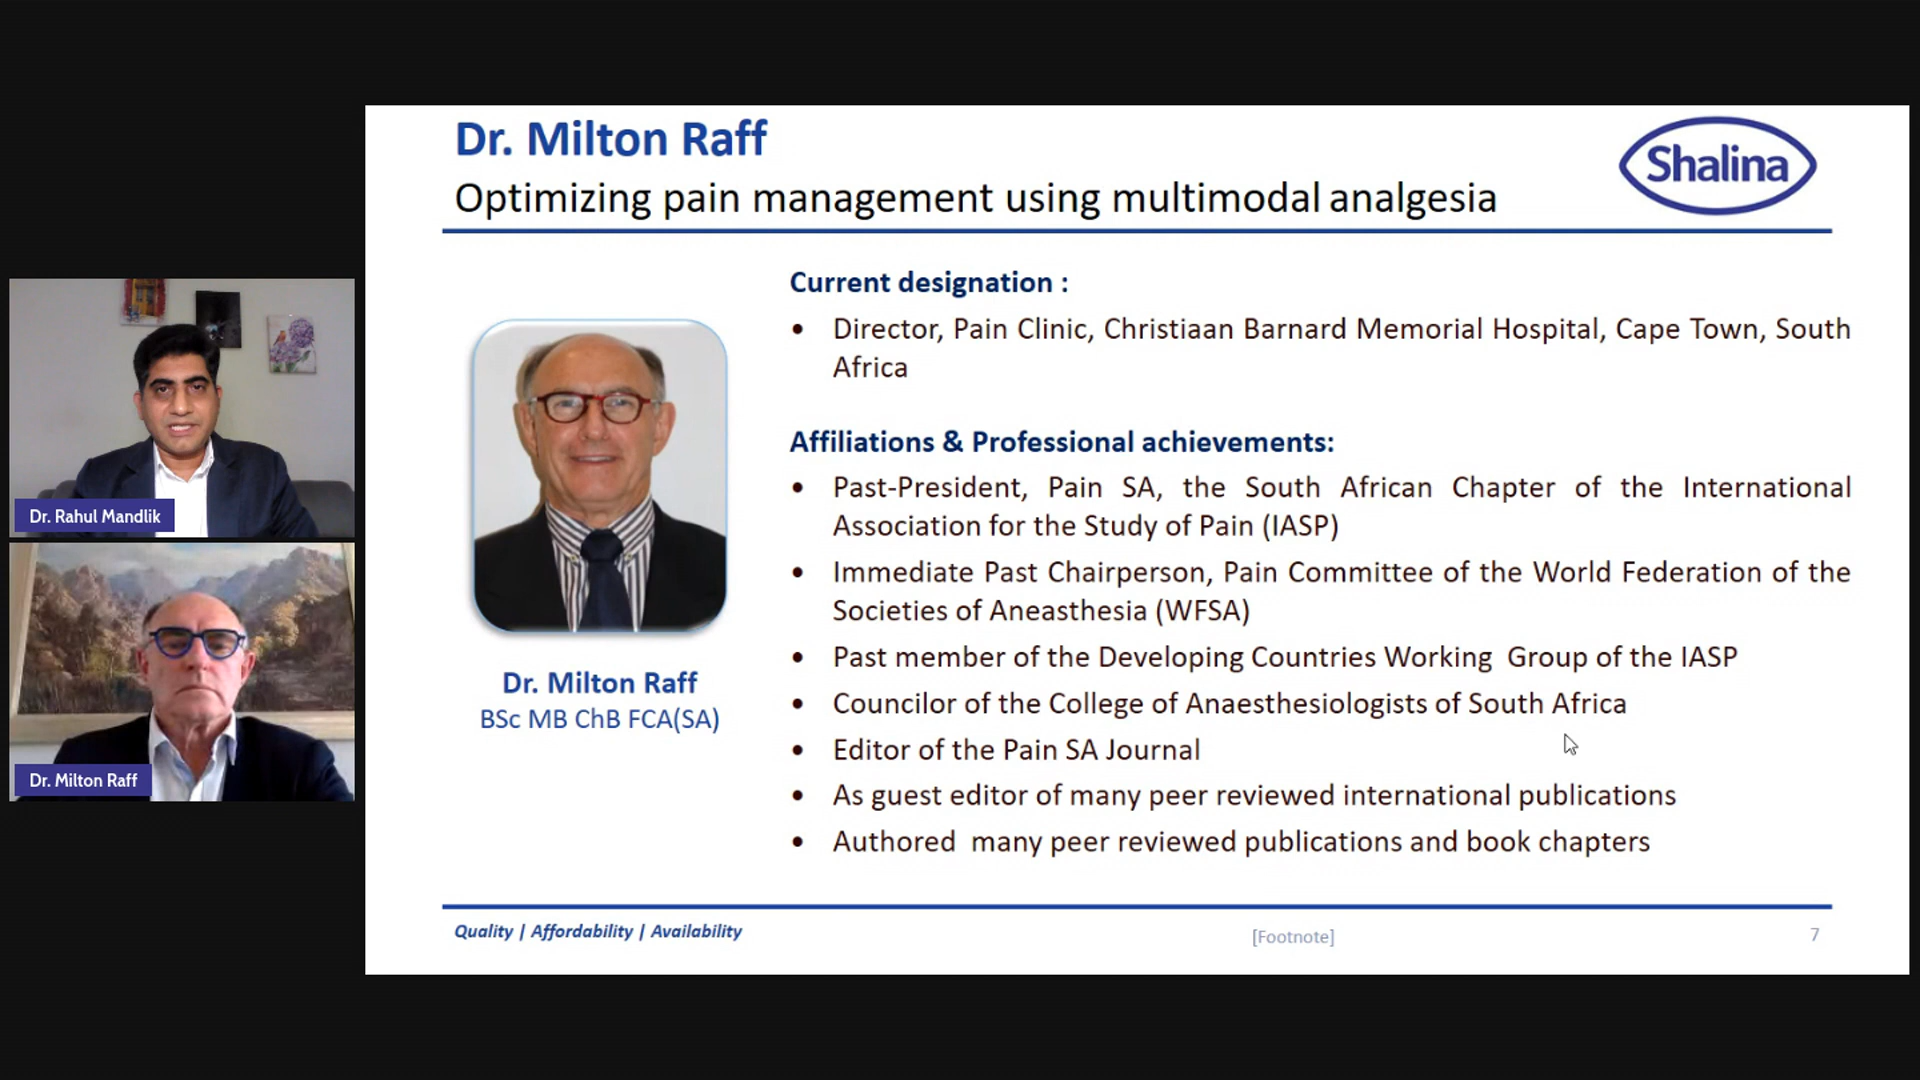 Dr. Milton Raff
Optimizing pain management using multimodal analgesia
Shalina
Dr. Rahul Mandlik
Dr. Milton Raff
Dr. Milton Raff
BSc MB ChB FCA(SA)
Current designation :
• Director, Pain Clinic, Christiaan Barnard Memorial Hospital, Cape Town, South
Africa
Affiliations & Professional achievements:
• Past-President, Pain SA, the South African Chapter of the International
Association for the Study of Pain (IASP)
• Immediate Past Chairperson, Pain Committee of the World Federation of the
Societies of Aneasthesia (WFSA)
• Past member of the Developing Countries Working Group of the IASP
• Councilor of the College of Anaesthesiologists of South Africa
• Editor of the Pain SA Journal
• As guest editor of many peer reviewed international publications
• Authored many peer reviewed publications and book chapters
Quality | Affordability | Availability
[Footnote]
7